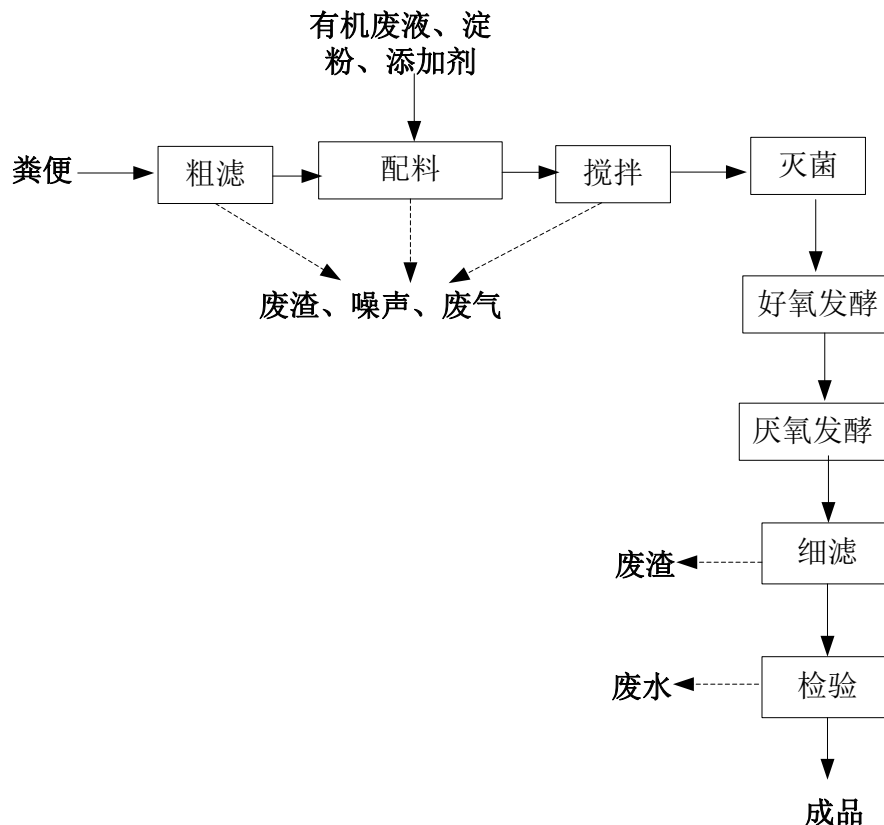 有机废液、淀
粉、添加剂
粪便
粗滤
配料
搅拌
灭菌
废渣、噪声、废气
好氧发酵
厌氧发酵
细滤
废渣
检验
废水
成品